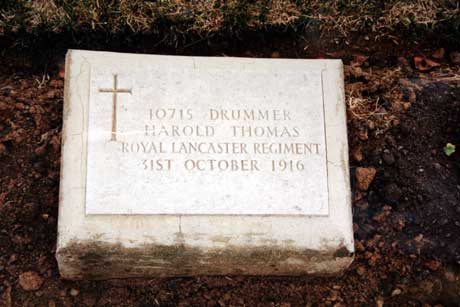 10715 DRUMMER
HAROLD THOMAS
ROYAL LANCASTER REGIMENT
31ST OCTOBER 1916